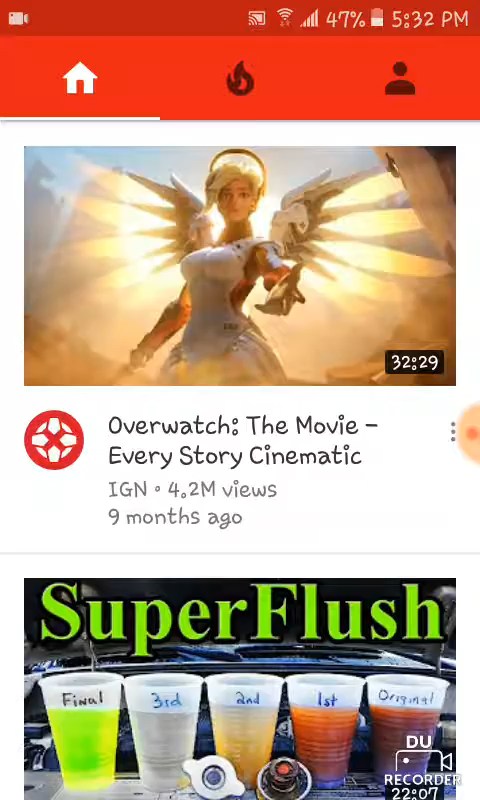 47% 5:32 PM
32:29
Overwatch: The Movie –
Every Story Cinematic
IGN • 4.2M views
9 months ago
SuperFlush
Final 3rd 2nd 1st Original
DU
RECORDER
22:07